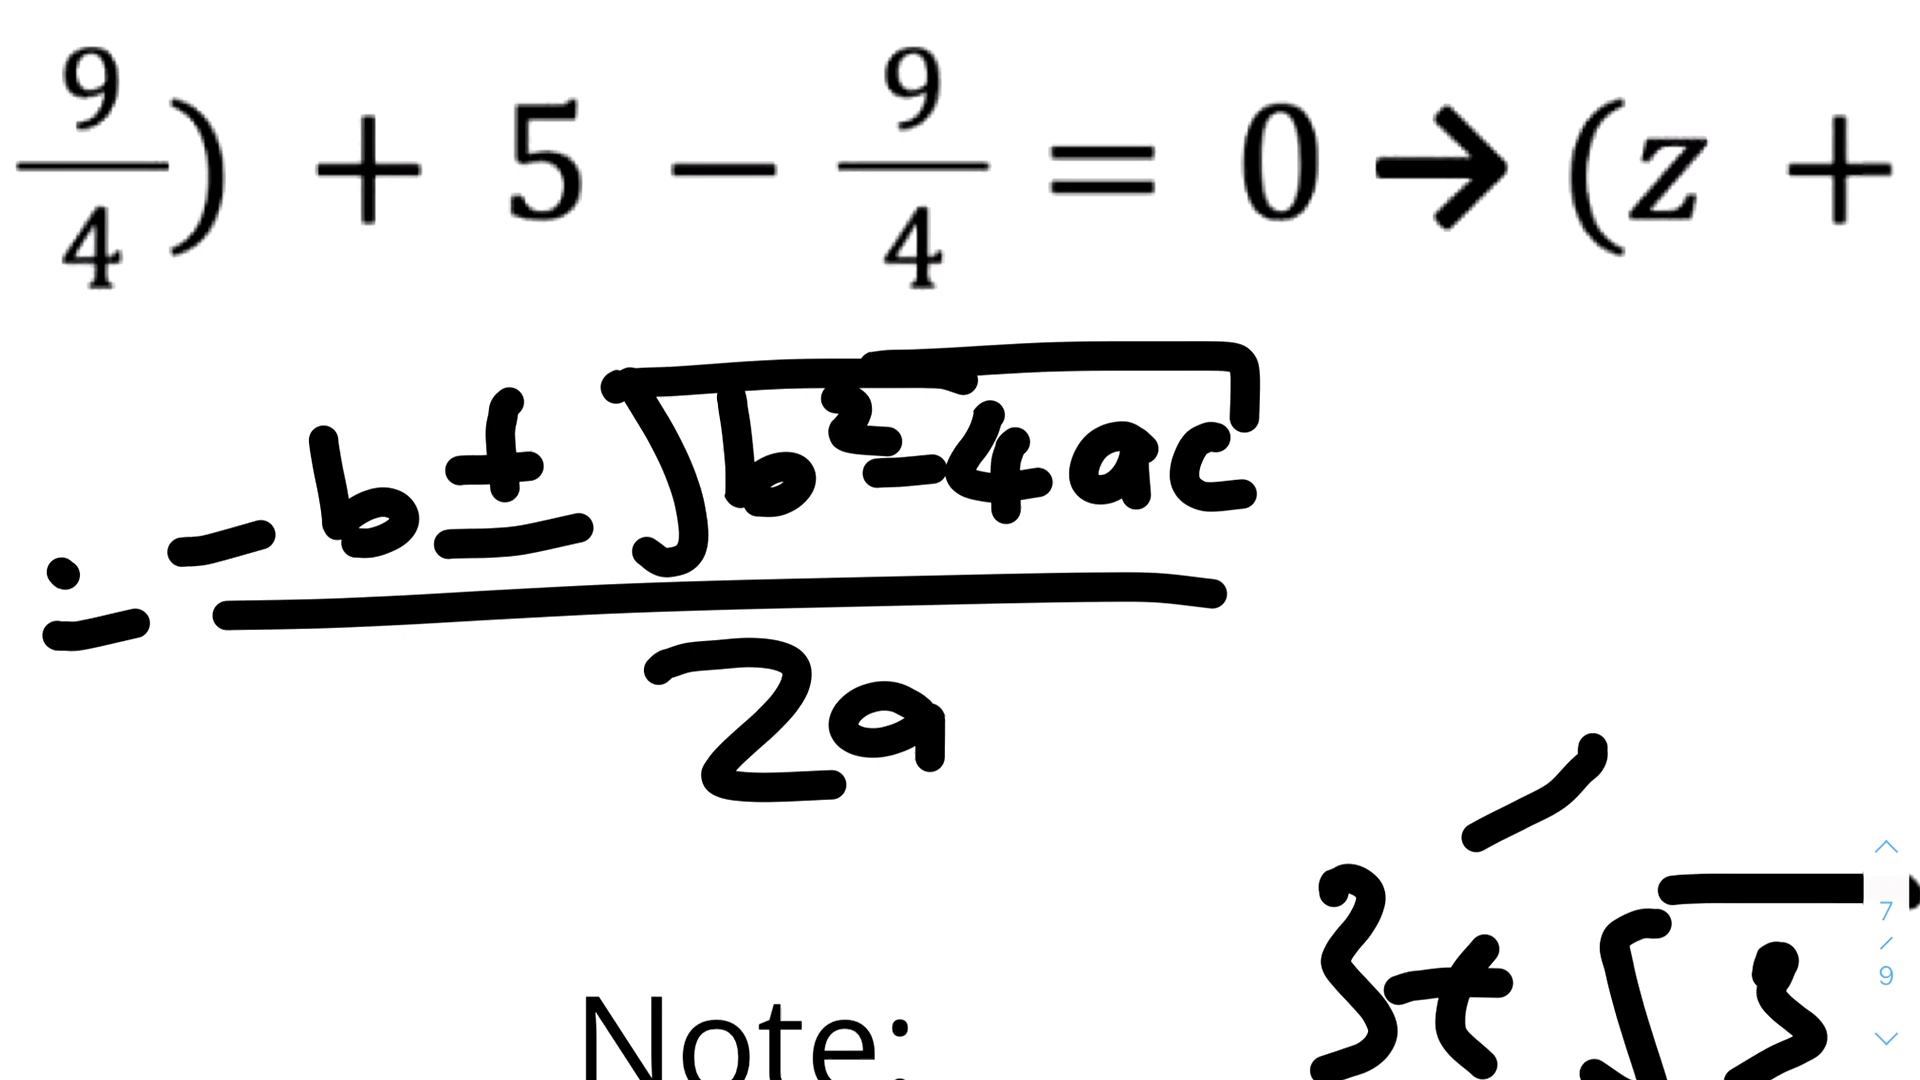 9/4) + 5 − 9/4 = 0 → (z +
= −b ± √b²−4ac
2a
3+ √3
Note:
7/9